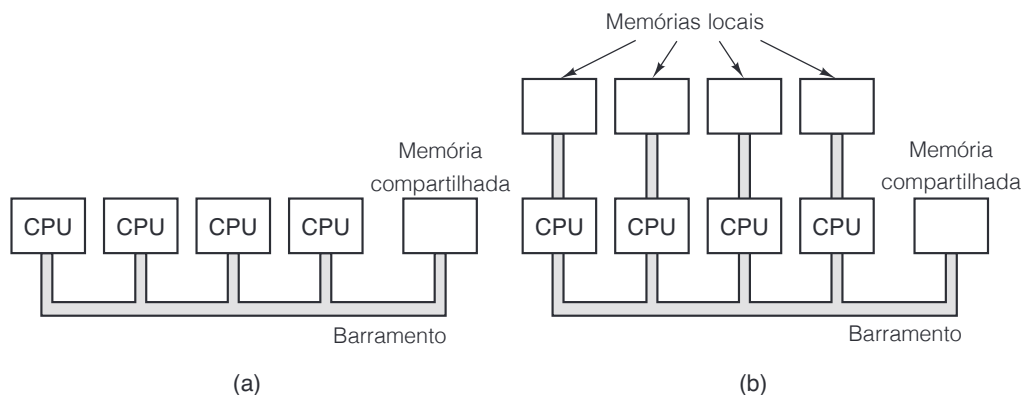 Memórias locais
Memória
compartilhada
CPU CPU CPU CPU
Barramento
(a)
Memória
compartilhada
CPU CPU CPU CPU
Barramento
(b)